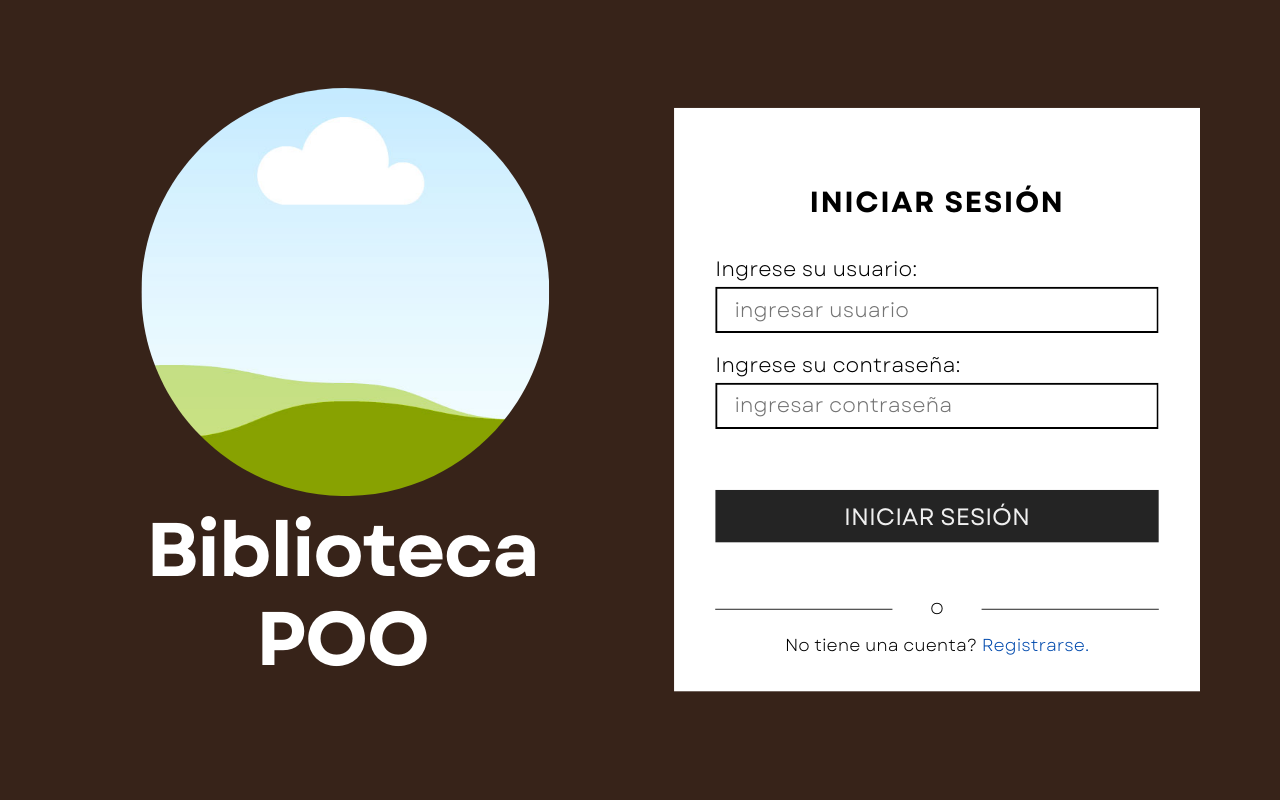 Biblioteca
POO
INICIAR SESIÓN
Ingrese su usuario:
ingresar usuario
Ingrese su contraseña:
ingresar contraseña
INICIAR SESIÓN
O
No tiene una cuenta? Registrarse.